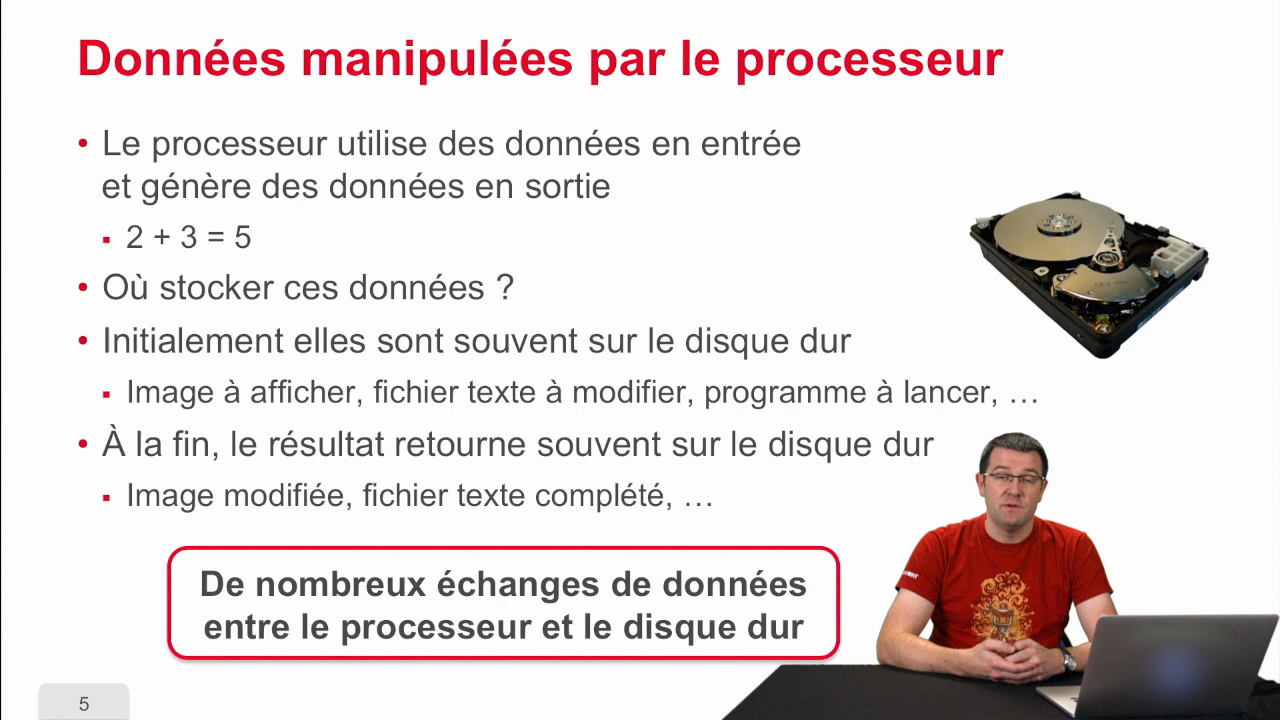 Données manipulées par le processeur
• Le processeur utilise des données en entrée
et génère des données en sortie
▪ 2 + 3 = 5
• Où stocker ces données ?
• Initialement elles sont souvent sur le disque dur
▪ Image à afficher, fichier texte à modifier, programme à lancer, …
• À la fin, le résultat retourne souvent sur le disque dur
▪ Image modifiée, fichier texte complété, …
De nombreux échanges de données
entre le processeur et le disque dur
5